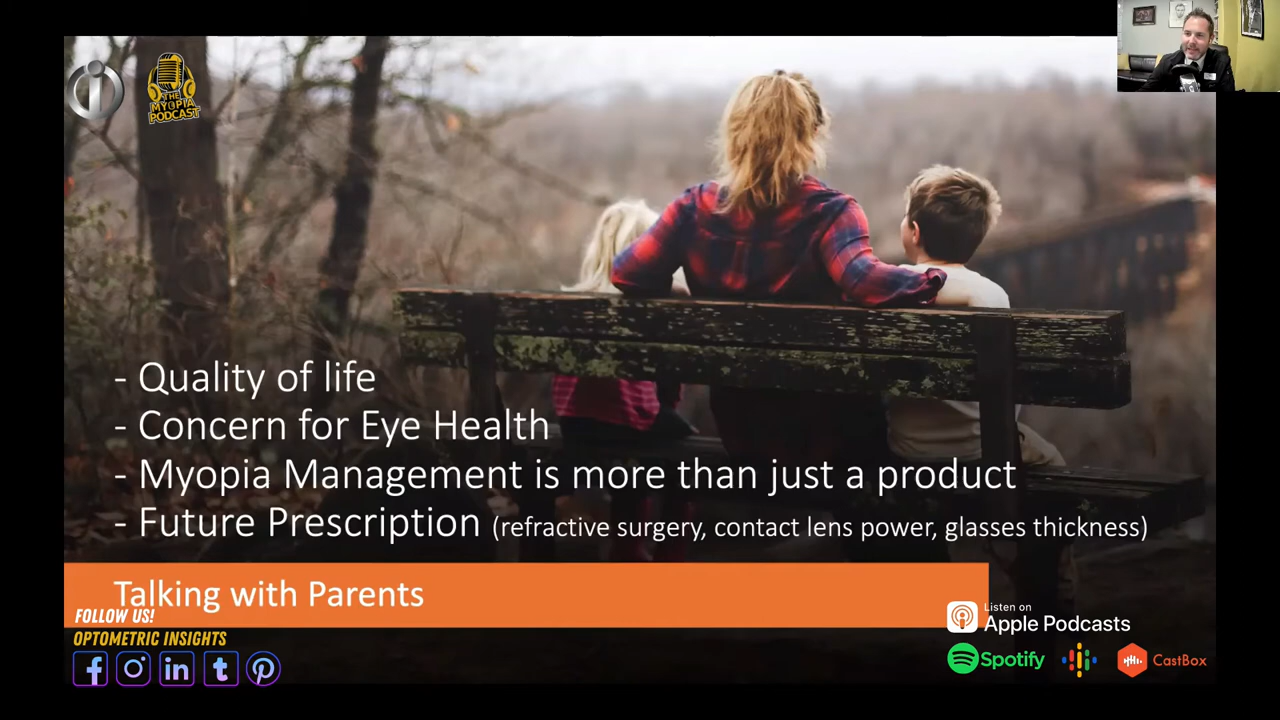 THE
MYOPIA
PODCAST
- Quality of life
- Concern for Eye Health
- Myopia Management is more than just a product
- Future Prescription (refractive surgery, contact lens power, glasses thickness)
Talking with Parents
FOLLOW US!
OPTOMETRIC INSIGHTS
Listen on
Apple Podcasts
Spotify
CastBox